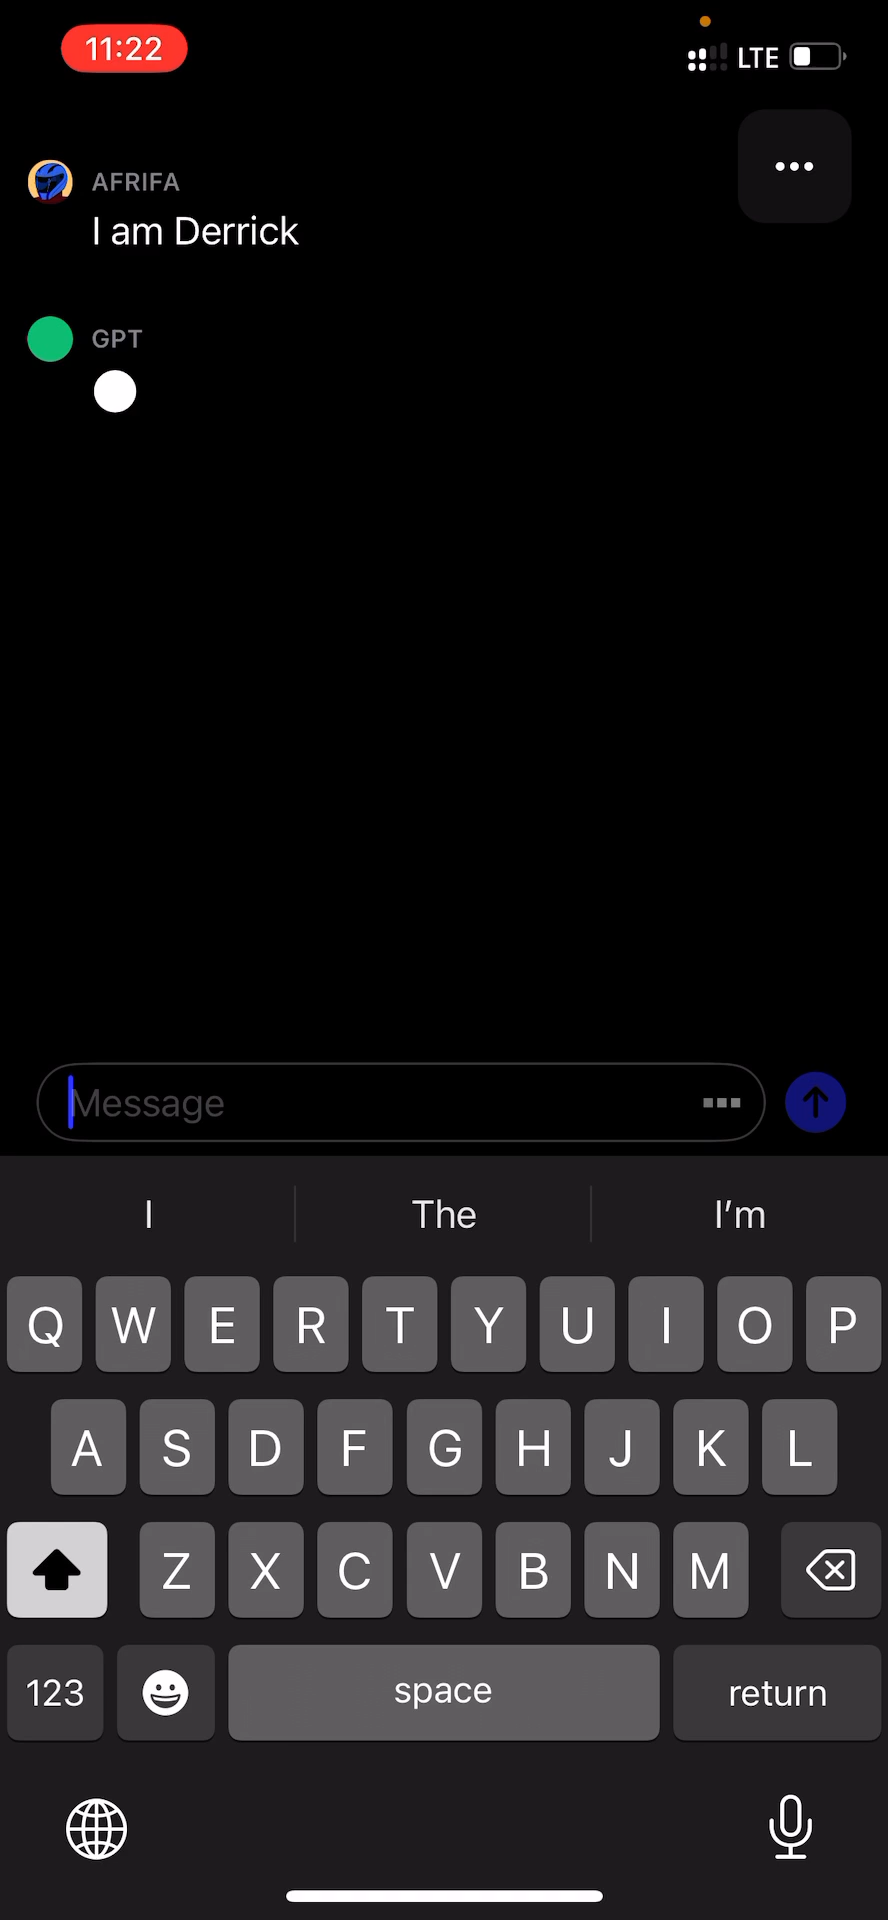 11:22
LTE
AFRIFA
I am Derrick
GPT
Message
I The I'm
Q W E R T Y U I O P
A S D F G H J K L
Z X C V B N M
123 space return